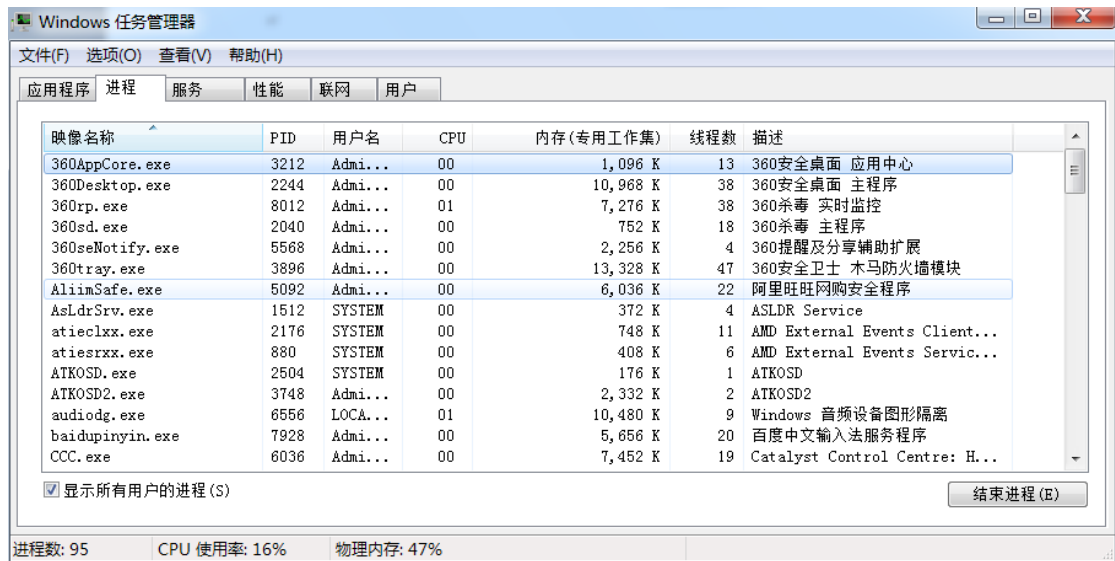 Windows 任务管理器
文件(F) 选项(O) 查看(V) 帮助(H)
应用程序 进程 服务 性能 联网 用户
映像名称 PID 用户名 CPU 内存(专用工作集) 线程数 描述
360AppCore.exe 3212 Admi... 00 1,096 K 13 360安全桌面 应用中心
360Desktop.exe 2244 Admi... 00 10,968 K 38 360安全桌面 主程序
360rp.exe 8012 Admi... 01 7,276 K 38 360杀毒 实时监控
360sd.exe 2040 Admi... 00 752 K 18 360杀毒 主程序
360seNotify.exe 5568 Admi... 00 2,256 K 4 360提醒及分享辅助扩展
360tray.exe 3896 Admi... 00 13,328 K 47 360安全卫士 木马防火墙模块
AliimSafe.exe 5092 Admi... 00 6,036 K 22 阿里旺旺网购安全程序
AsLdrSrv.exe 1512 SYSTEM 00 372 K 4 ASLDR Service
atieclxx.exe 2176 SYSTEM 00 748 K 11 AMD External Events Client...
atiesrxx.exe 880 SYSTEM 00 408 K 6 AMD External Events Servic...
ATKOSD.exe 2504 SYSTEM 00 176 K 1 ATKOSD
ATKOSD2.exe 3748 Admi... 00 2,332 K 2 ATKOSD2
audiodg.exe 6556 LOCA... 01 10,480 K 9 Windows 音频设备图形隔离
baidupinyin.exe 7928 Admi... 00 5,656 K 20 百度中文输入法服务程序
CCC.exe 6036 Admi... 00 7,452 K 19 Catalyst Control Centre: H...
显示所有用户的进程(S) 结束进程(E)
进程数: 95 CPU 使用率: 16% 物理内存: 47%